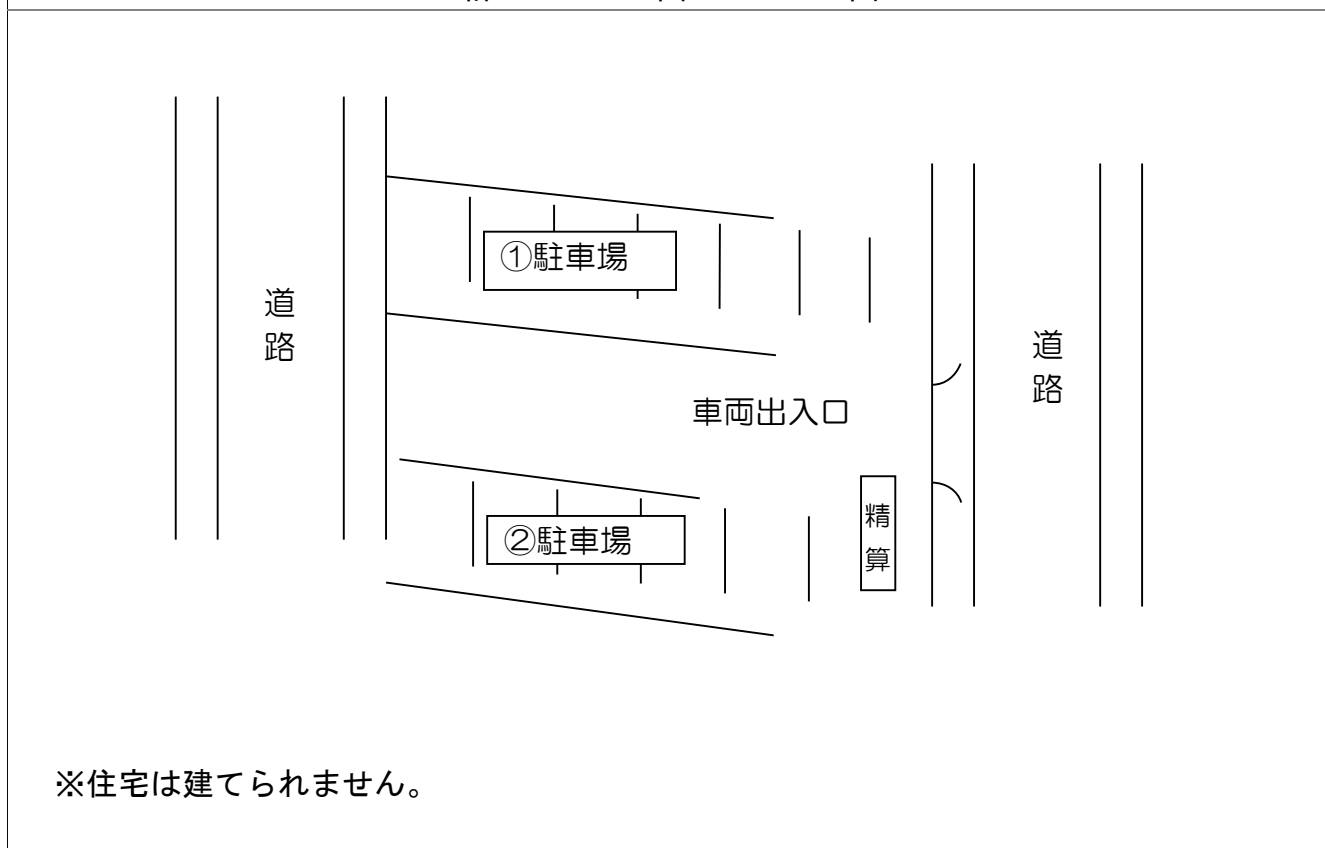 ①駐車場
道路
道路
車両出入口
精算
②駐車場
※住宅は建てられません。